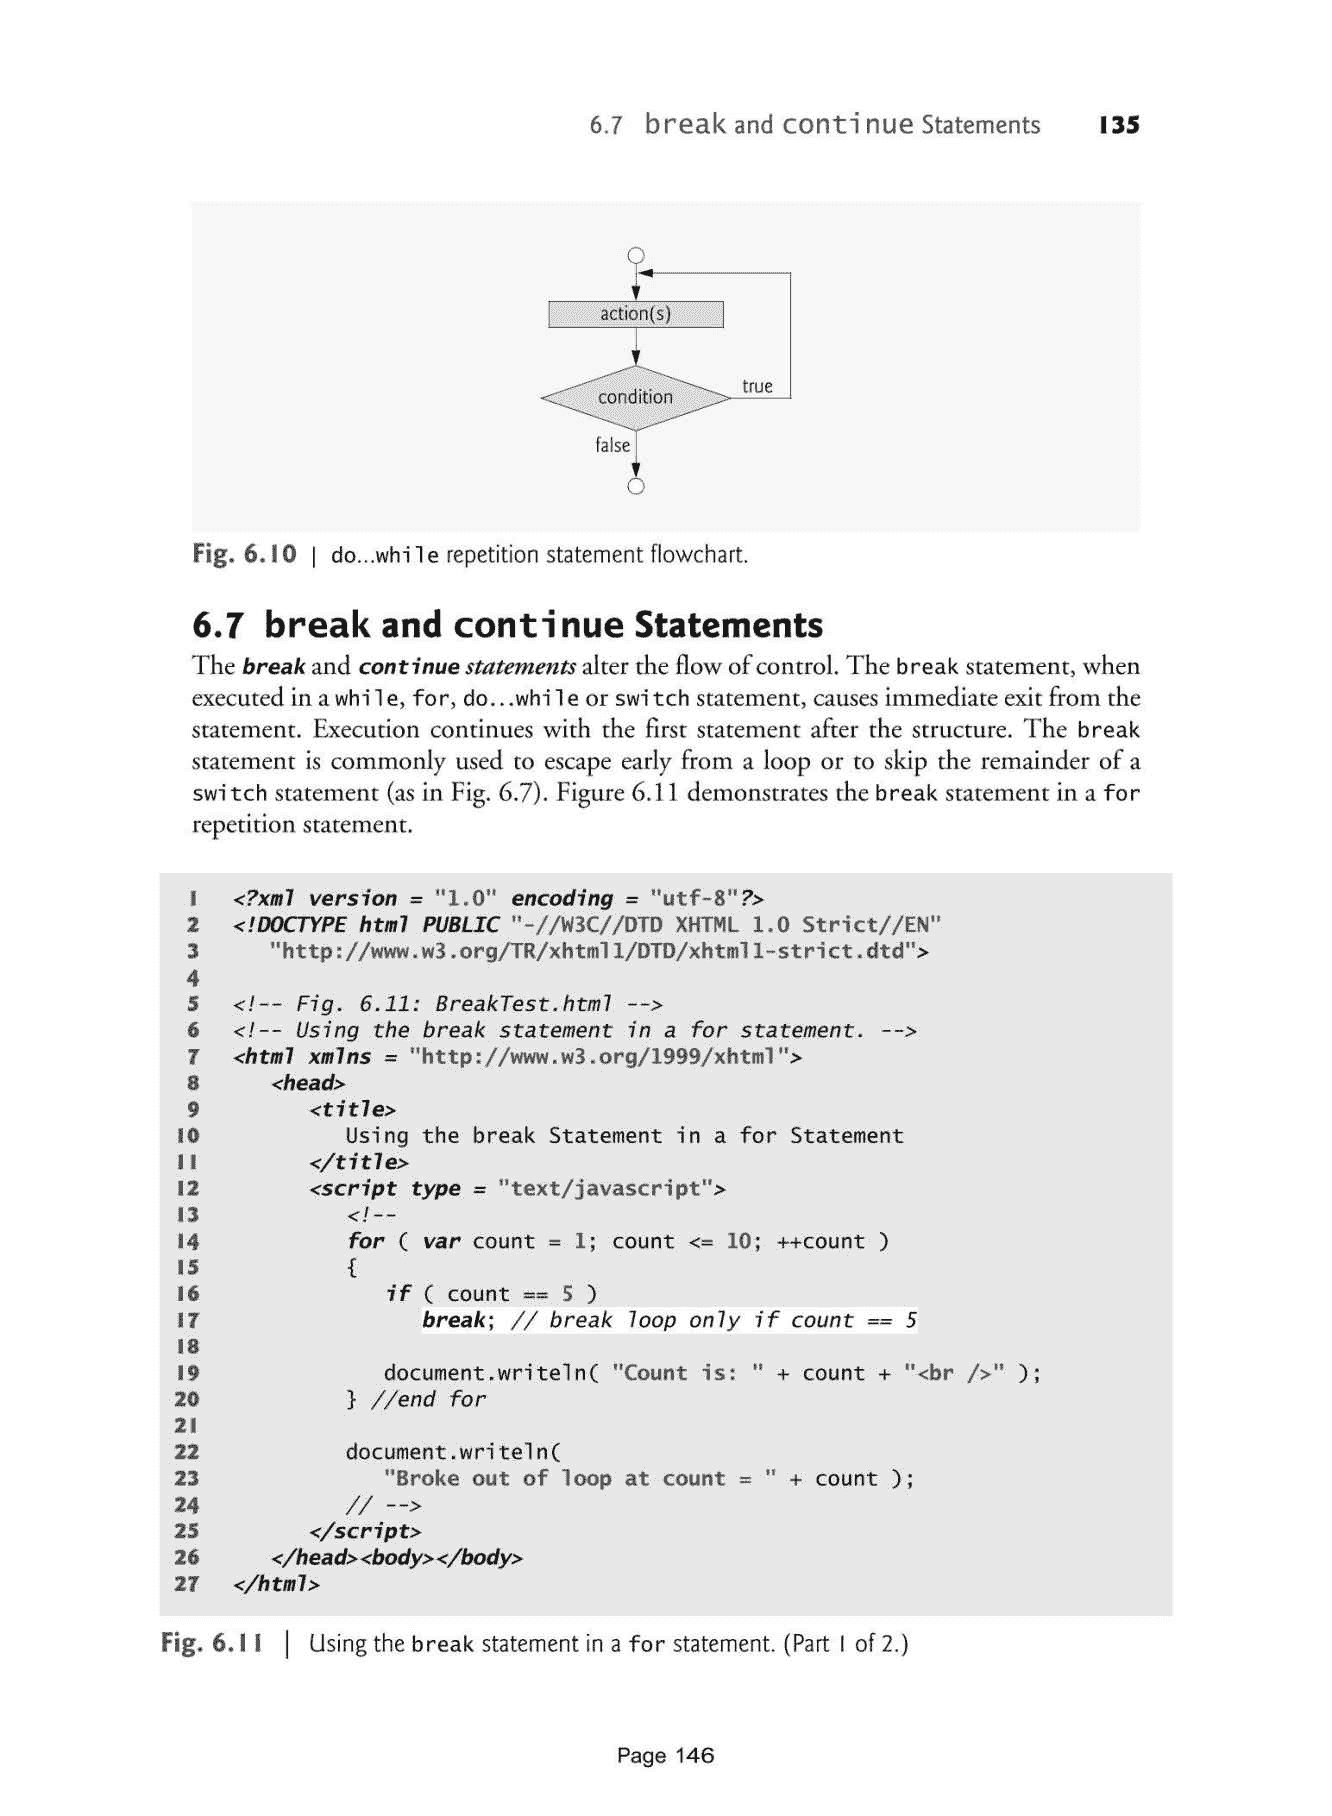 6.7 break and continue Statements 135
action(s)
condition
true
false
Fig. 6.10 | do...while repetition statement flowchart.
6.7 break and continue Statements
The break and continue statements alter the flow of control. The break statement, when
executed in a while, for, do...while or switch statement, causes immediate exit from the
statement. Execution continues with the first statement after the structure. The break
statement is commonly used to escape early from a loop or to skip the remainder of a
switch statement (as in Fig. 6.7). Figure 6.11 demonstrates the break statement in a for
repetition statement.
1 <?xml version = "1.0" encoding = "utf-8"?>
2 <!DOCTYPE html PUBLIC "-//W3C//DTD XHTML 1.0 Strict//EN"
3 "http://www.w3.org/TR/xhtml1/DTD/xhtml1-strict.dtd">
4
5 <!-- Fig. 6.11: BreakTest.html -->
6 <!-- Using the break statement in a for statement. -->
7 <html xmlns = "http://www.w3.org/1999/xhtml">
8 <head>
9 <title>
10 Using the break Statement in a for Statement
11 </title>
12 <script type = "text/javascript">
13 <!--
14 for ( var count = 1; count <= 10; ++count )
15 {
16 if ( count == 5 )
17 break; // break loop only if count == 5
18
19 document.writeln( "Count is: " + count + "<br />" );
20 } //end for
21
22 document.writeln(
23 "Broke out of loop at count = " + count );
24 // -->
25 </script>
26 </head><body></body>
27 </html>
Fig. 6.11 | Using the break statement in a for statement. (Part 1 of 2.)
Page 146